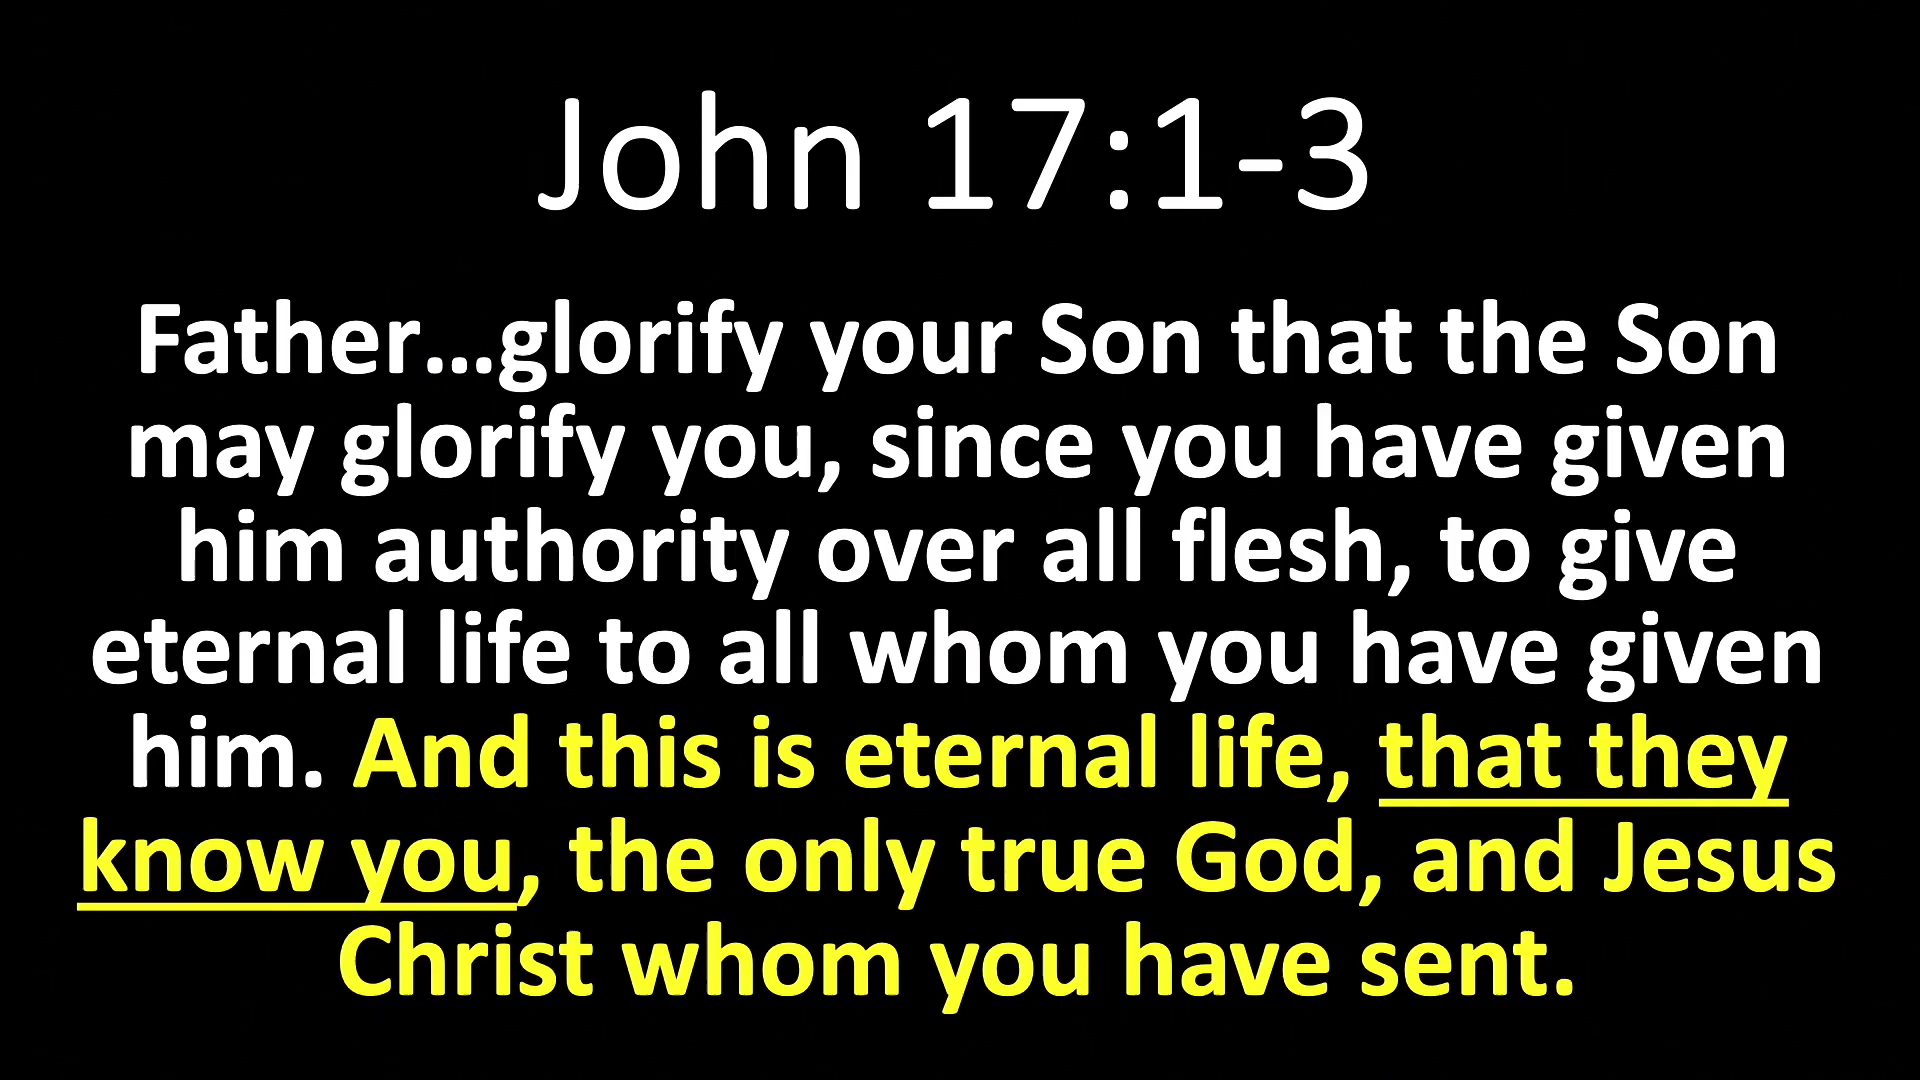 John 17:1-3
Father...glorify your Son that the Son
may glorify you, since you have given
him authority over all flesh, to give
eternal life to all whom you have given
him. And this is eternal life, that they
know you, the only true God, and Jesus
Christ whom you have sent.